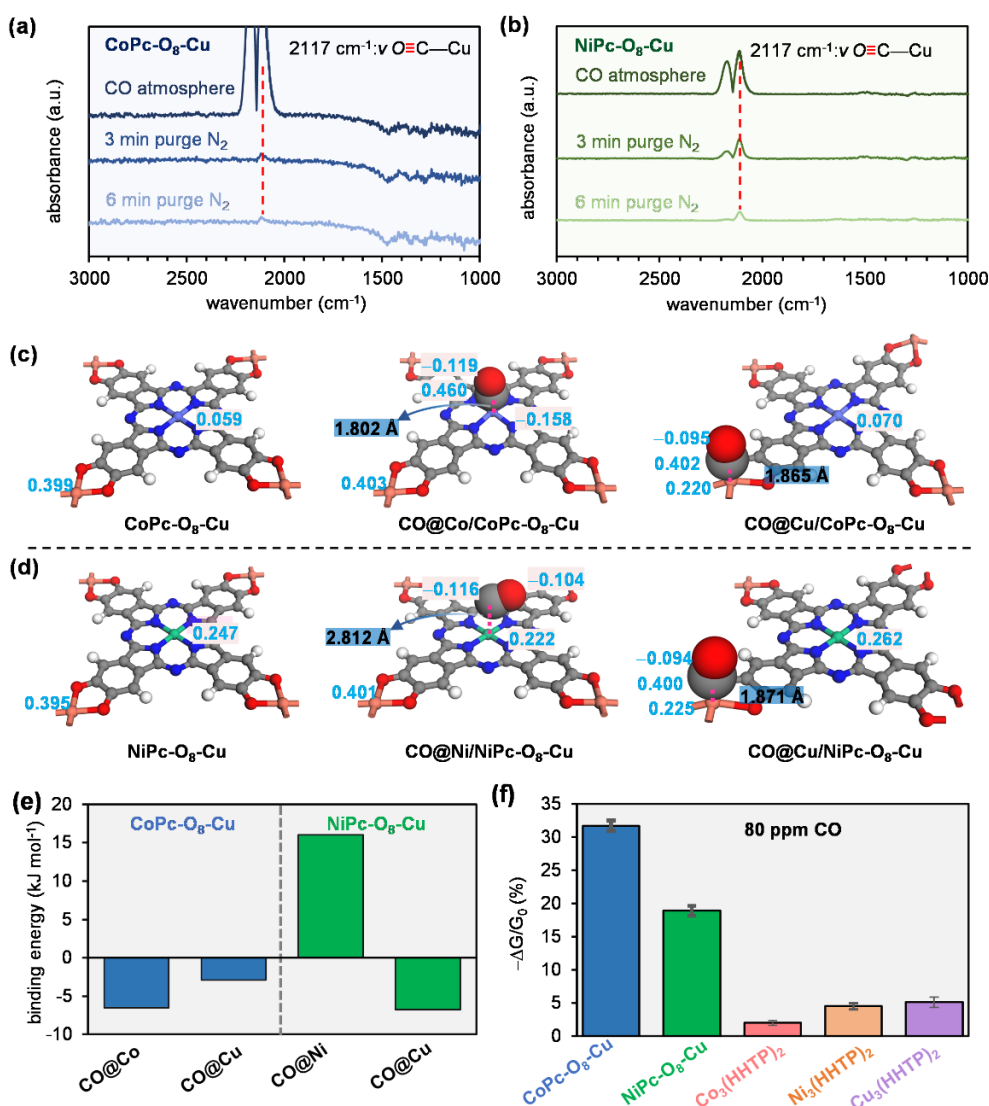 (a)
CoPc-O₈-Cu
2117 cm⁻¹:ν O≡C—Cu
CO atmosphere
3 min purge N₂
6 min purge N₂
absorbance (a.u.)
3000 2500 2000 1500 1000
wavenumber (cm⁻¹)
(b)
NiPc-O₈-Cu
2117 cm⁻¹:ν O≡C—Cu
CO atmosphere
3 min purge N₂
6 min purge N₂
absorbance (a.u.)
3000 2500 2000 1500 1000
wavenumber (cm⁻¹)
(c)
0.059
0.399
CoPc-O₈-Cu
−0.119
0.460
1.802 Å
−0.158
0.403
CO@Co/CoPc-O₈-Cu
0.070
−0.095
0.402
1.865 Å
0.220
CO@Cu/CoPc-O₈-Cu
(d)
0.247
0.395
NiPc-O₈-Cu
−0.116
−0.104
2.812 Å
0.222
0.401
CO@Ni/NiPc-O₈-Cu
0.262
−0.094
0.400
1.871 Å
0.225
CO@Cu/NiPc-O₈-Cu
(e)
CoPc-O₈-Cu
NiPc-O₈-Cu
binding energy (kJ mol⁻¹)
20
15
10
5
0
-5
-10
CO@Co
CO@Cu
CO@Ni
CO@Cu
(f)
80 ppm CO
−ΔG/G₀ (%)
35
30
25
20
15
10
5
0
CoPc-O₈-Cu
NiPc-O₈-Cu
Co₃(HHTP)₂
Ni₃(HHTP)₂
Cu₃(HHTP)₂